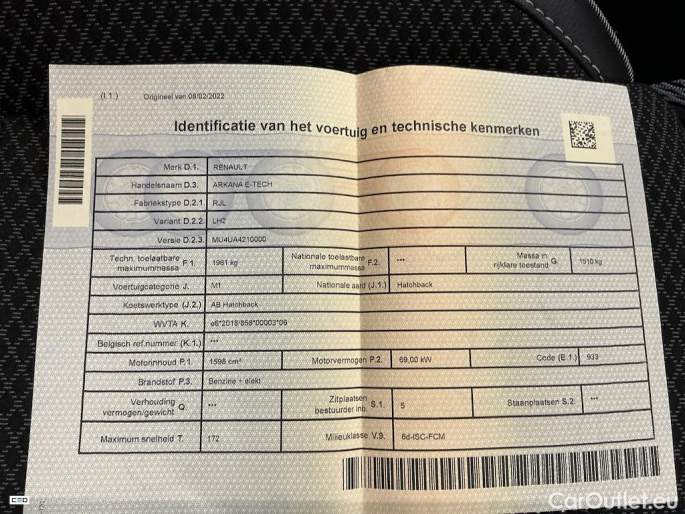 (I.1) Origineel van 08/02/2022
Identificatie van het voertuig en technische kenmerken
Merk D.1. RENAULT
Handelsnaam D.3. ARKANA E-TECH
Fabriekstype D.2.1 RJL
Variant D.2.2 LH2
Versie D.2.3. MU4UA4210000
Techn. toelaatbare maximummassa F.1. 1961 kg Nationale toelaatbare maximummassa F.2. *** Massa in rijklare toestand G. 1510 kg
Voertuigcategorie J. M1 Nationale aard (J.1.) Hatchback
Koetswerktype (J.2.) AB Hatchback
WVTA K. e6*2018/858*00003*06
Belgisch ref.nummer (K.1.) ***
Motorinhoud P.1. 1598 cm³ Motorvermogen P.2. 69,00 kW Code (E.1.) 933
Brandstof P.3. Benzine + elekt
Verhouding vermogen/gewicht Q. *** Zitplaatsen bestuurder inb. S.1. 5 Staanplaatsen S.2. ***
Maximum snelheid T. 172 Milieuklasse V.9. 6d-ISC-FCM
CarOutlet.eu